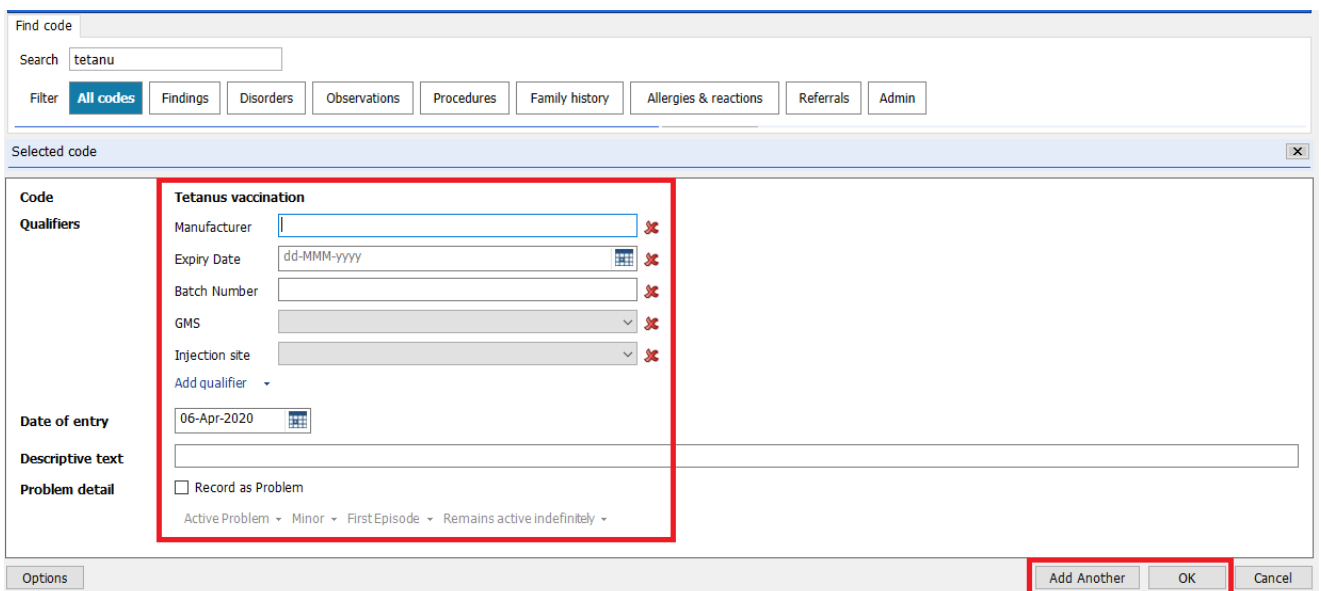 Find code
Search tetanu
Filter All codes Findings Disorders Observations Procedures Family history Allergies & reactions Referrals Admin
Selected code
Code Tetanus vaccination
Qualifiers Manufacturer
Expiry Date dd-MMM-yyyy
Batch Number
GMS
Injection site
Add qualifier
Date of entry 06-Apr-2020
Descriptive text
Problem detail Record as Problem
Active Problem Minor First Episode Remains active indefinitely
Options Add Another OK Cancel